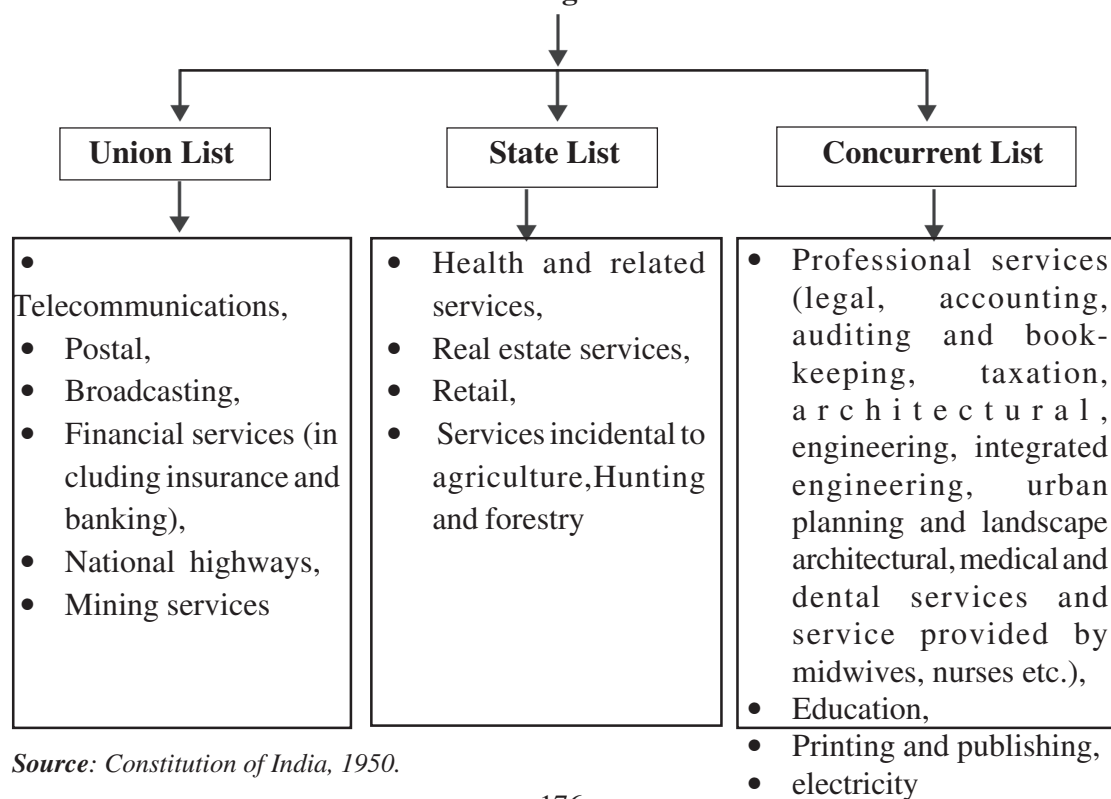 Union List
State List
Concurrent List
•
Telecommunications,
• Postal,
• Broadcasting,
• Financial services (in
cluding insurance and
banking),
• National highways,
• Mining services
• Health and related
services,
• Real estate services,
• Retail,
• Services incidental to
agriculture,Hunting
and forestry
• Professional services
(legal, accounting,
auditing and book-
keeping, taxation,
architectural,
engineering, integrated
engineering, urban
planning and landscape
architectural, medical and
dental services and
service provided by
midwives, nurses etc.),
• Education,
• Printing and publishing,
• electricity
Source: Constitution of India, 1950.